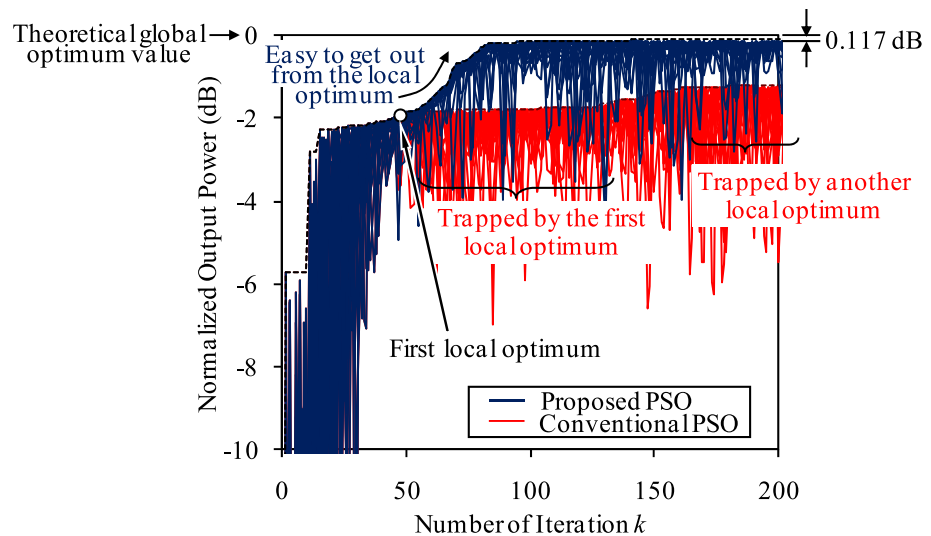 Theoretical global
optimum value
0.117 dB
Easy to get out
from the local
optimum
Trapped by the first
local optimum
Trapped by another
local optimum
First local optimum
Proposed PSO
Conventional PSO
Normalized Output Power (dB)
-0
-2
-4
-6
-8
-10
0
50
100
150
200
Number of Iteration k